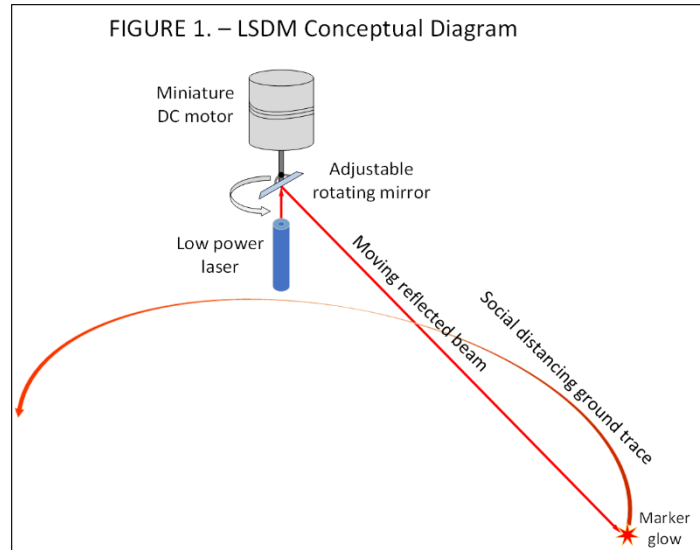 FIGURE 1. – LSDM Conceptual Diagram
Miniature
DC motor
Adjustable
rotating mirror
Low power
laser
Moving reflected beam
Social distancing ground trace
Marker
glow